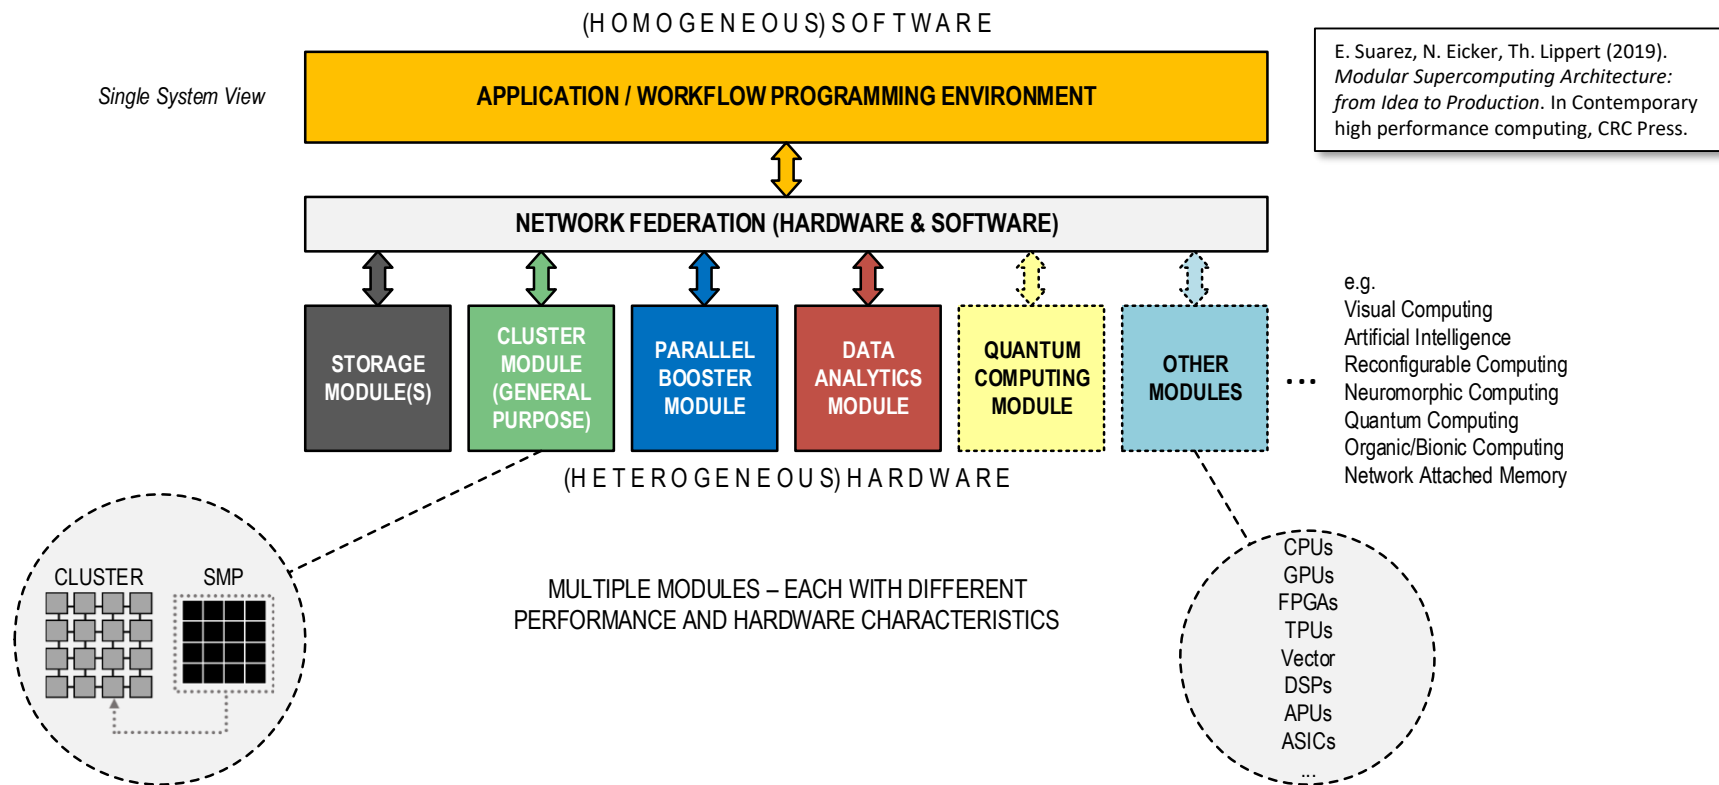 (HOMOGENEOUS) SOFTWARE
Single System View
APPLICATION / WORKFLOW PROGRAMMING ENVIRONMENT
E. Suarez, N. Eicker, Th. Lippert (2019).
Modular Supercomputing Architecture:
from Idea to Production. In Contemporary
high performance computing, CRC Press.
NETWORK FEDERATION (HARDWARE & SOFTWARE)
STORAGE
MODULE(S)
CLUSTER
MODULE
(GENERAL
PURPOSE)
PARALLEL
BOOSTER
MODULE
DATA
ANALYTICS
MODULE
QUANTUM
COMPUTING
MODULE
OTHER
MODULES
...
e.g.
Visual Computing
Artificial Intelligence
Reconfigurable Computing
Neuromorphic Computing
Quantum Computing
Organic/Bionic Computing
Network Attached Memory
(HETEROGENEOUS) HARDWARE
CLUSTER
SMP
MULTIPLE MODULES – EACH WITH DIFFERENT
PERFORMANCE AND HARDWARE CHARACTERISTICS
CPUs
GPUs
FPGAs
TPUs
Vector
DSPs
APUs
ASICs
...